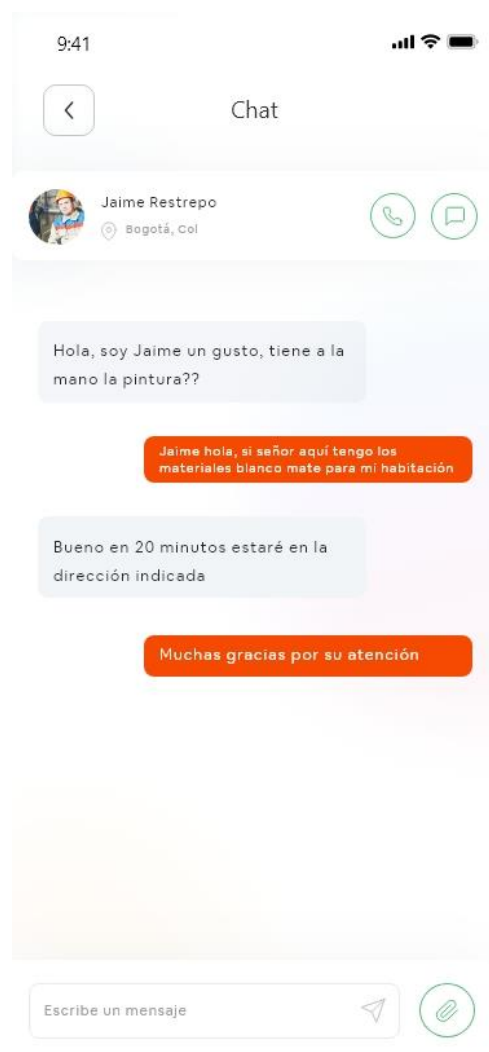 9:41
Chat
Jaime Restrepo
Bogotá, Col
Hola, soy Jaime un gusto, tiene a la
mano la pintura??
Jaime hola, si señor aquí tengo los
materiales blanco mate para mi habitación
Bueno en 20 minutos estaré en la
dirección indicada
Muchas gracias por su atención
Escribe un mensaje